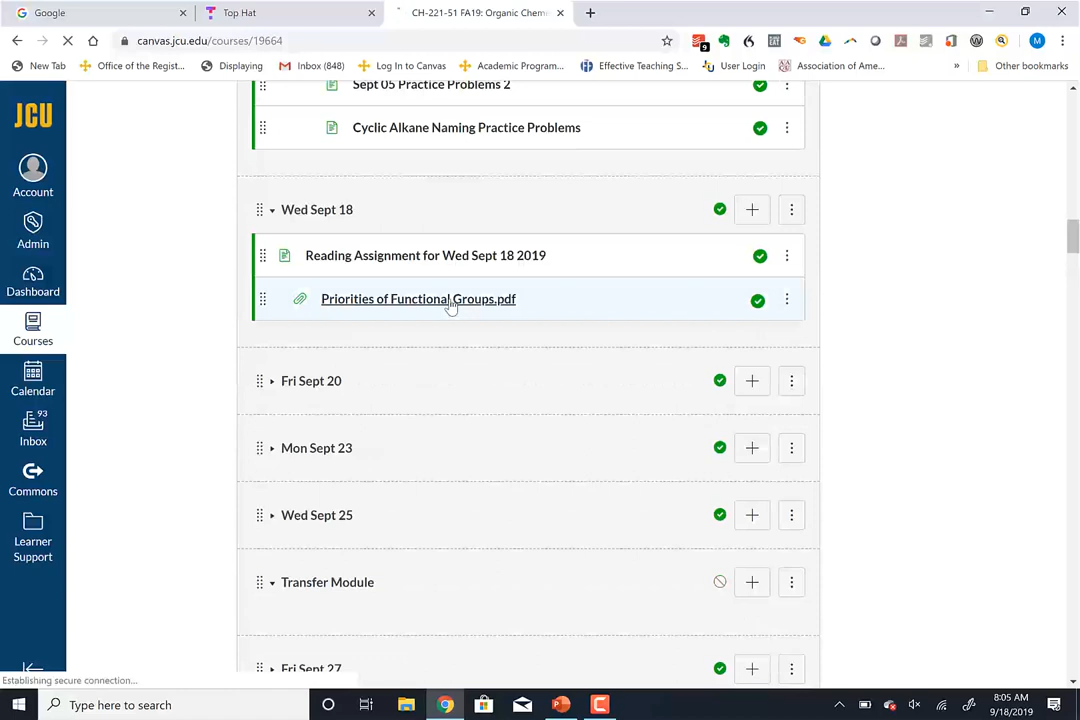 Google
Top Hat
CH-221-51 FA19: Organic Cheme
canvas.jcu.edu/courses/19664
9
M
New Tab
Office of the Regist...
Displaying
Inbox (848)
Log In to Canvas
Academic Program...
Effective Teaching S...
User Login
Association of Ame...
»
Other bookmarks
JCU
Account
Admin
Dashboard
Courses
Calendar
93
Inbox
Commons
Learner
Support
Sept 05 Practice Problems 2
Cyclic Alkane Naming Practice Problems
Wed Sept 18
Reading Assignment for Wed Sept 18 2019
Priorities of Functional Groups.pdf
Fri Sept 20
Mon Sept 23
Wed Sept 25
Transfer Module
Fri Sept 27
Establishing secure connection...
Type here to search
8:05 AM
9/18/2019